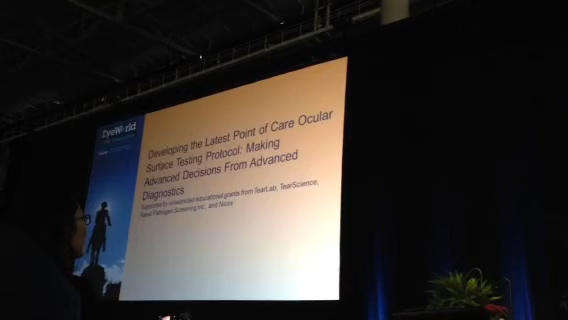 EyeWorld
Developing the Latest Point of Care Ocular
Surface Testing Protocol: Making
Advanced Decisions From Advanced
Diagnostics
Supported by unrestricted educational grants from TearLab, TearScience,
Rapid Pathogen Screening Inc., and Nicox